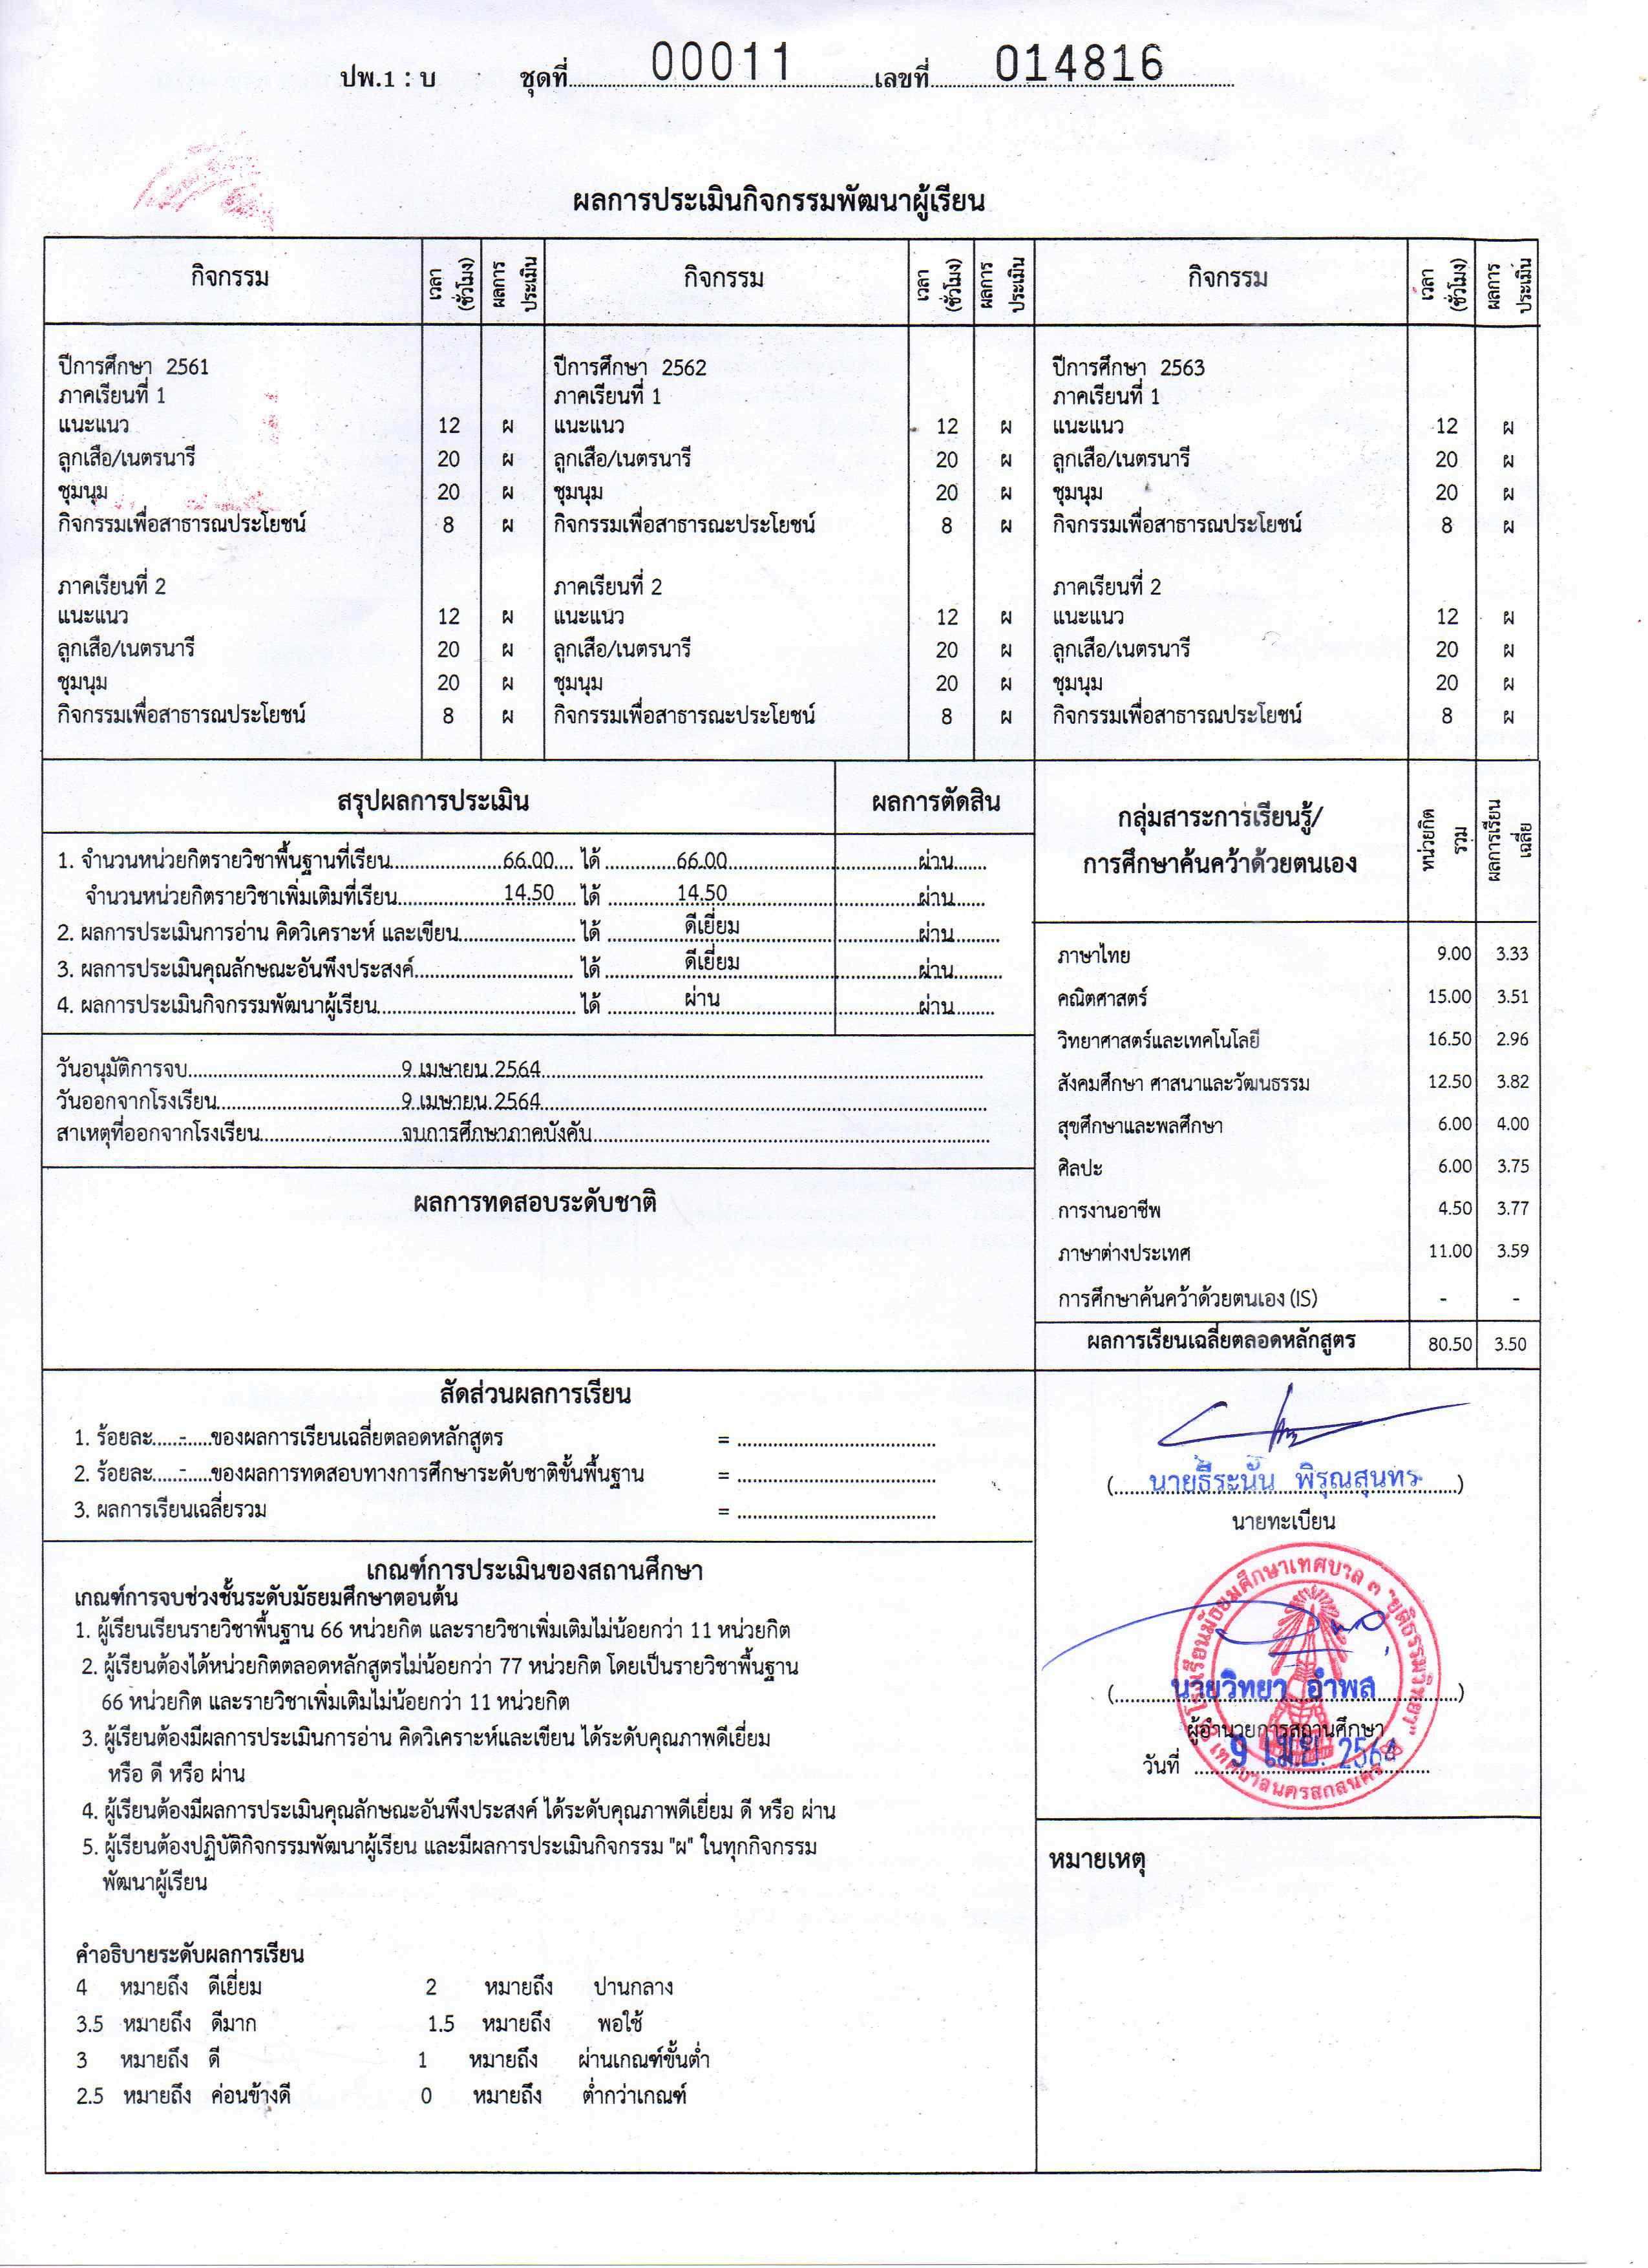 ปพ.1 : บ ชุดที่ 00011 เลขที่ 014816
ผลการประเมินกิจกรรมพัฒนาผู้เรียน
กิจกรรม เวลา (ชั่วโมง) ผลการประเมิน กิจกรรม เวลา (ชั่วโมง) ผลการประเมิน กิจกรรม เวลา (ชั่วโมง) ผลการประเมิน
ปีการศึกษา 2561 ปีการศึกษา 2562 ปีการศึกษา 2563
ภาคเรียนที่ 1 ภาคเรียนที่ 1 ภาคเรียนที่ 1
แนะแนว 12 ผ แนะแนว 12 ผ แนะแนว 12 ผ
ลูกเสือ/เนตรนารี 20 ผ ลูกเสือ/เนตรนารี 20 ผ ลูกเสือ/เนตรนารี 20 ผ
ชุมนุม 20 ผ ชุมนุม 20 ผ ชุมนุม 20 ผ
กิจกรรมเพื่อสาธารณประโยชน์ 8 ผ กิจกรรมเพื่อสาธารณะประโยชน์ 8 ผ กิจกรรมเพื่อสาธารณประโยชน์ 8 ผ
ภาคเรียนที่ 2 ภาคเรียนที่ 2 ภาคเรียนที่ 2
แนะแนว 12 ผ แนะแนว 12 ผ แนะแนว 12 ผ
ลูกเสือ/เนตรนารี 20 ผ ลูกเสือ/เนตรนารี 20 ผ ลูกเสือ/เนตรนารี 20 ผ
ชุมนุม 20 ผ ชุมนุม 20 ผ ชุมนุม 20 ผ
กิจกรรมเพื่อสาธารณประโยชน์ 8 ผ กิจกรรมเพื่อสาธารณะประโยชน์ 8 ผ กิจกรรมเพื่อสาธารณประโยชน์ 8 ผ
สรุปผลการประเมิน ผลการตัดสิน
1. จำนวนหน่วยกิตรายวิชาพื้นฐานที่เรียน 66.00 ได้ 66.00 ผ่าน
จำนวนหน่วยกิตรายวิชาเพิ่มเติมที่เรียน 14.50 ได้ 14.50 ผ่าน
2. ผลการประเมินการอ่าน คิดวิเคราะห์ และเขียน ได้ ดีเยี่ยม ผ่าน
3. ผลการประเมินคุณลักษณะอันพึงประสงค์ ได้ ดีเยี่ยม ผ่าน
4. ผลการประเมินกิจกรรมพัฒนาผู้เรียน ได้ ผ่าน ผ่าน
วันอนุมัติการจบ 9 เมษายน 2564
วันออกจากโรงเรียน 9 เมษายน 2564
สาเหตุที่ออกจากโรงเรียน จบการศึกษาภาคบังคับ
ผลการทดสอบระดับชาติ
กลุ่มสาระการเรียนรู้/
การศึกษาค้นคว้าด้วยตนเอง
หน่วยกิตรวม ผลการเรียนเฉลี่ย
ภาษาไทย 9.00 3.33
คณิตศาสตร์ 15.00 3.51
วิทยาศาสตร์และเทคโนโลยี 16.50 2.96
สังคมศึกษา ศาสนาและวัฒนธรรม 12.50 3.82
สุขศึกษาและพลศึกษา 6.00 4.00
ศิลปะ 6.00 3.75
การงานอาชีพ 4.50 3.77
ภาษาต่างประเทศ 11.00 3.59
การศึกษาค้นคว้าด้วยตนเอง (IS) - -
ผลการเรียนเฉลี่ยตลอดหลักสูตร 80.50 3.50
สัดส่วนผลการเรียน
1. ร้อยละ......-.....ของผลการเรียนเฉลี่ยตลอดหลักสูตร =
2. ร้อยละ......-.....ของผลการทดสอบทางการศึกษาระดับชาติขั้นพื้นฐาน =
3. ผลการเรียนเฉลี่ยรวม =
(นายธีระนัน พิรุณสุนทร)
นายทะเบียน
โรงเรียนมัธยมศึกษาเทศบาล ๓ "ยุติธรรมวิทยา"
เทศบาลนครสกลนคร
(นายวิทยา อำพล)
ผู้อำนวยการสถานศึกษา
วันที่ 9 เม.ย. 2564
หมายเหตุ
เกณฑ์การประเมินของสถานศึกษา
เกณฑ์การจบช่วงชั้นระดับมัธยมศึกษาตอนต้น
1. ผู้เรียนเรียนรายวิชาพื้นฐาน 66 หน่วยกิต และรายวิชาเพิ่มเติมไม่น้อยกว่า 11 หน่วยกิต
2. ผู้เรียนต้องได้หน่วยกิตตลอดหลักสูตรไม่น้อยกว่า 77 หน่วยกิต โดยเป็นรายวิชาพื้นฐาน
66 หน่วยกิต และรายวิชาเพิ่มเติมไม่น้อยกว่า 11 หน่วยกิต
3. ผู้เรียนต้องมีผลการประเมินการอ่าน คิดวิเคราะห์และเขียน ได้ระดับคุณภาพดีเยี่ยม
หรือ ดี หรือ ผ่าน
4. ผู้เรียนต้องมีผลการประเมินคุณลักษณะอันพึงประสงค์ ได้ระดับคุณภาพดีเยี่ยม ดี หรือ ผ่าน
5. ผู้เรียนต้องปฏิบัติกิจกรรมพัฒนาผู้เรียน และมีผลการประเมินกิจกรรม "ผ" ในทุกกิจกรรม
พัฒนาผู้เรียน
คำอธิบายระดับผลการเรียน
4 หมายถึง ดีเยี่ยม 2 หมายถึง ปานกลาง
3.5 หมายถึง ดีมาก 1.5 หมายถึง พอใช้
3 หมายถึง ดี 1 หมายถึง ผ่านเกณฑ์ขั้นต่ำ
2.5 หมายถึง ค่อนข้างดี 0 หมายถึง ต่ำกว่าเกณฑ์